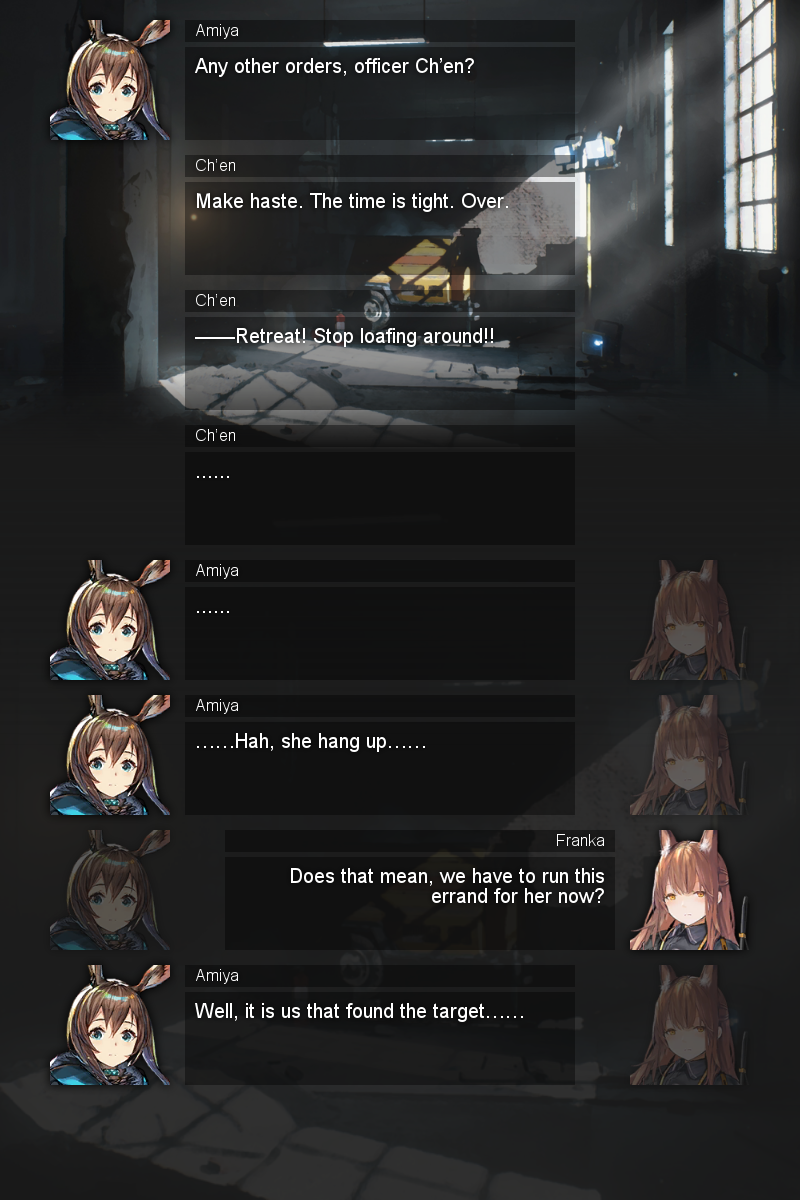 Amiya
Any other orders, officer Ch'en?
Ch'en
Make haste. The time is tight. Over.
Ch'en
——Retreat! Stop loafing around!!
Ch'en
……
Amiya
……
Amiya
……Hah, she hang up……
Franka
Does that mean, we have to run this
errand for her now?
Amiya
Well, it is us that found the target……